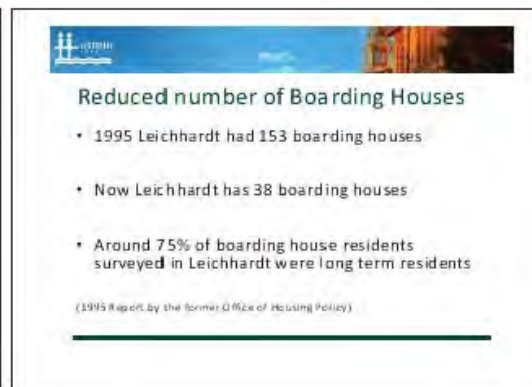 Reduced number of Boarding Houses
• 1995 Leichhardt had 153 boarding houses
• Now Leichhardt has 38 boarding houses
• Around 75% of boarding house residents
surveyed in Leichhardt were long term residents
(1995 Report by the former Office of Housing Policy)